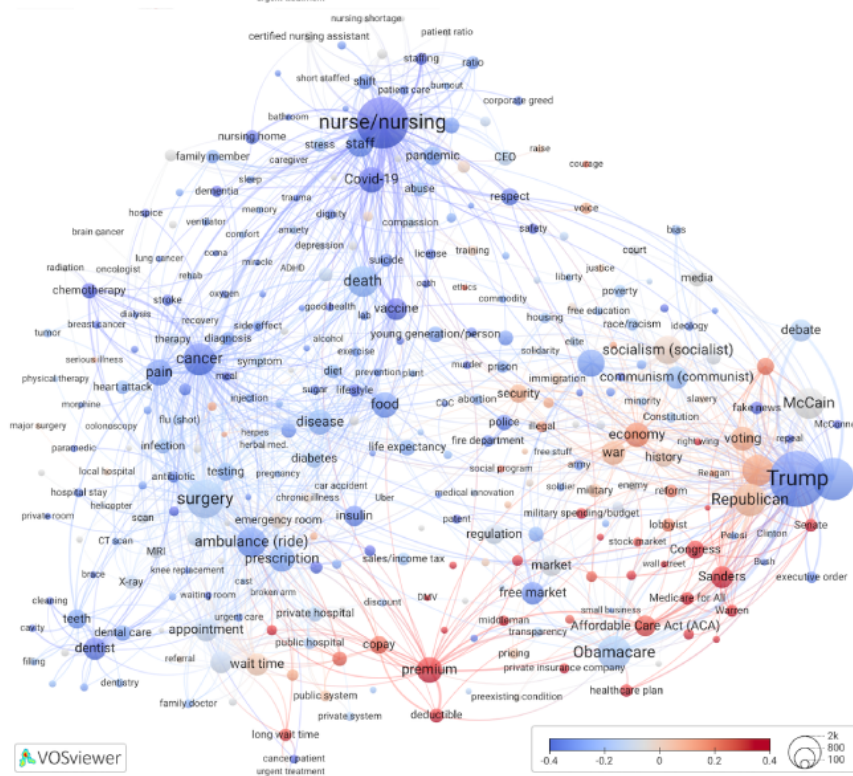 nursing shortage
certified nursing assistant
patient ratio
staffing
ratio
short staffed
shift
patient care
burnout
corporate greed
nurse/nursing
bathroom
nursing home
stress
staff
pandemic
CEO
raise
family member
caregiver
courage
sleep
Covid-19
abuse
dementia
trauma
respect
hospice
memory
dignity
voice
ventilator
compassion
safety
bias
brain cancer
comfort
anxiety
depression
court
lung cancer
coma
miracle
suicide
license
training
radiation
oncologist
ADHD
justice
rehab
death
oath
ethics
liberty
poverty
media
chemotherapy
stroke
oxygen
commodity
dialysis
good health
vaccine
free education
breast cancer
recovery
side effect
lab
housing
race/racism
ideology
tumor
therapy
diagnosis
alcohol
young generation/person
debate
elite
solidarity
socialism (socialist)
serious illness
cancer
symptom
exercise
murder
pain
meal
diet
prevention
plant
prison
physical therapy
heart attack
sugar
lifestyle
immigration
communism (communist)
morphine
injection
food
CDC
abortion
security
minority
slavery
McCain
flu (shot)
fake news
major surgery
colonoscopy
herpes
disease
police
illegal
Constitution
McConnell
paramedic
infection
herbal med.
life expectancy
fire department
economy
right wing
voting
repeal
free stuff
war
history
local hospital
testing
diabetes
social program
army
Reagan
Trump
antibiotic
pregnancy
car accident
hospital stay
surgery
chronic illness
Uber
medical innovation
soldier
enemy
military
reform
Republican
helicopter
private room
scan
emergency room
insulin
patent
military spending/budget
lobbyist
Senate
CT scan
ambulance (ride)
regulation
stock market
Pelosi
Clinton
MRI
prescription
sales/income tax
market
Congress
wall street
Bush
brace
knee replacement
X-ray
cast
Sanders
executive order
cleaning
waiting room
broken arm
discount
DMV
free market
Medicare for All
teeth
urgent care
private hospital
small business
Warren
cavity
dental care
appointment
middleman
transparency
Affordable Care Act (ACA)
dentist
public hospital
copay
filling
referral
wait time
premium
pricing
Obamacare
private insurance company
dentistry
public system
preexisting condition
healthcare plan
family doctor
private system
deductible
long wait time
cancer patient
urgent treatment
VOSviewer
-0.4
-0.2
0
0.2
0.4
2k
800
100